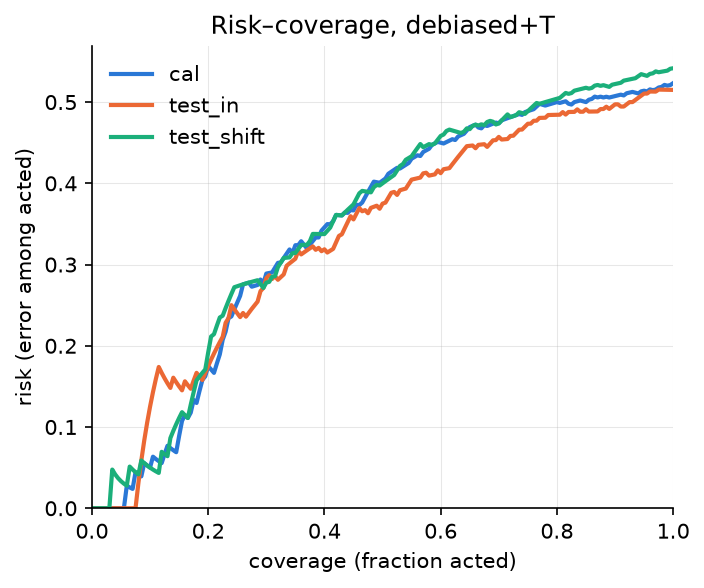 Risk–coverage, debiased+T
cal
test_in
test_shift
risk (error among acted)
0.5
0.4
0.3
0.2
0.1
0.0
0.0 0.2 0.4 0.6 0.8 1.0
coverage (fraction acted)